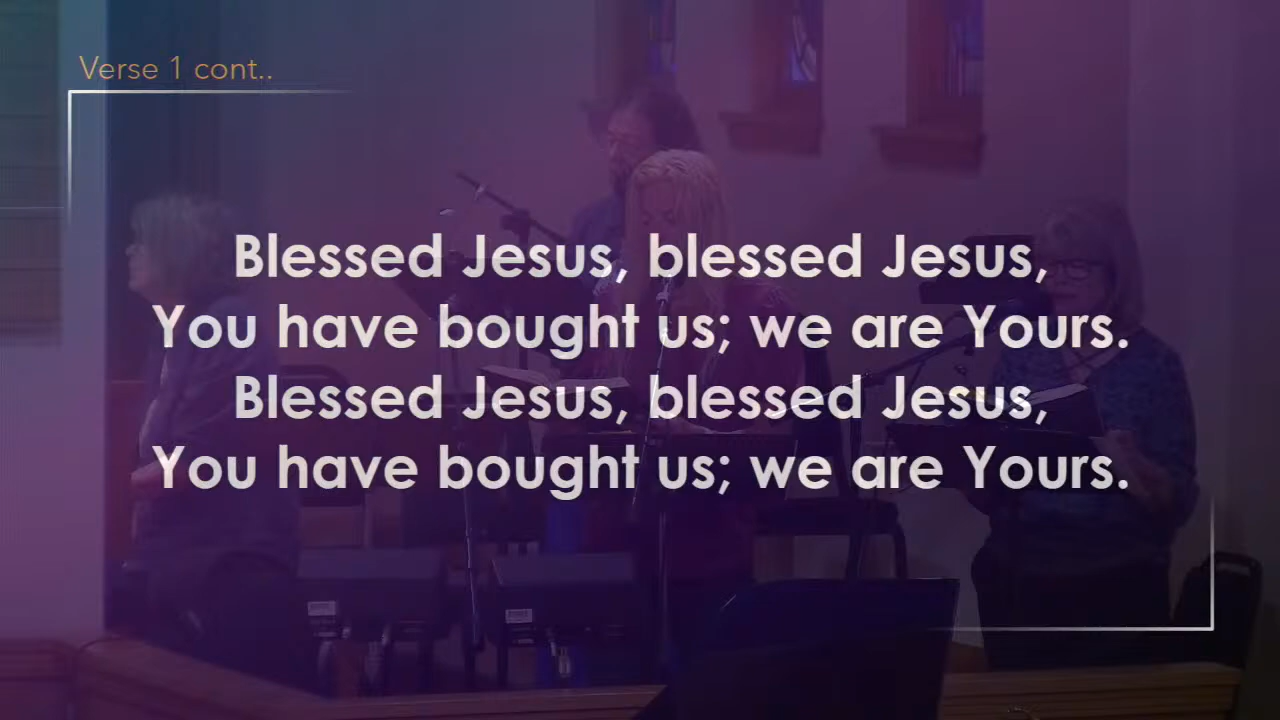 Verse 1 cont..
Blessed Jesus, blessed Jesus,
You have bought us; we are Yours.
Blessed Jesus, blessed Jesus,
You have bought us; we are Yours.